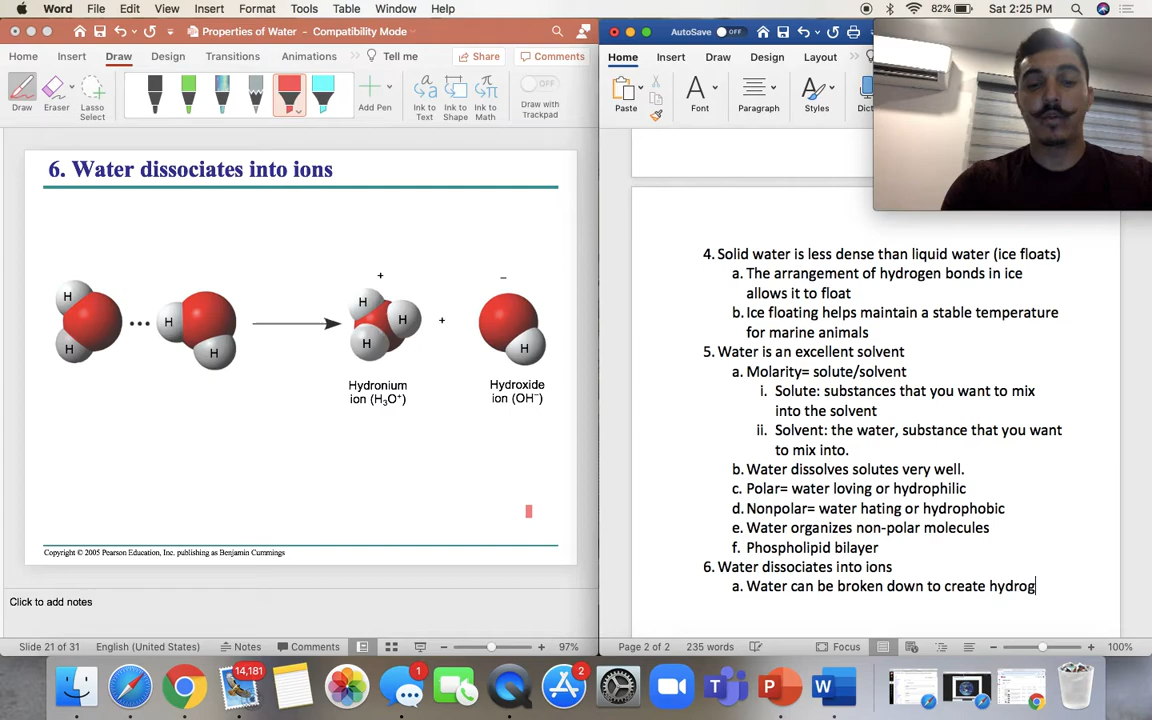 Word File Edit View Insert Format Tools Table Window Help 82% Sat 2:25 PM
Properties of Water - Compatibility Mode
Home Insert Draw Design Transitions Animations Tell me Share Comments
Draw Eraser Lasso Select Add Pen Ink to Text Ink to Shape Ink to Math OFF Draw with Trackpad
6. Water dissociates into ions
+ −
H H H H H H H + H
Hydronium ion (H₃O⁺)
Hydroxide ion (OH⁻)
Copyright © 2005 Pearson Education, Inc. publishing as Benjamin Cummings
Click to add notes
Slide 21 of 31 English (United States) Notes Comments 97%
AutoSave OFF
Home Insert Draw Design Layout
Paste Font Paragraph Styles
4. Solid water is less dense than liquid water (ice floats)
a. The arrangement of hydrogen bonds in ice
allows it to float
b. Ice floating helps maintain a stable temperature
for marine animals
5. Water is an excellent solvent
a. Molarity= solute/solvent
i. Solute: substances that you want to mix
into the solvent
ii. Solvent: the water, substance that you want
to mix into.
b. Water dissolves solutes very well.
c. Polar= water loving or hydrophilic
d. Nonpolar= water hating or hydrophobic
e. Water organizes non-polar molecules
f. Phospholipid bilayer
6. Water dissociates into ions
a. Water can be broken down to create hydrog
Page 2 of 2 235 words Focus 100%
14,181 1 2